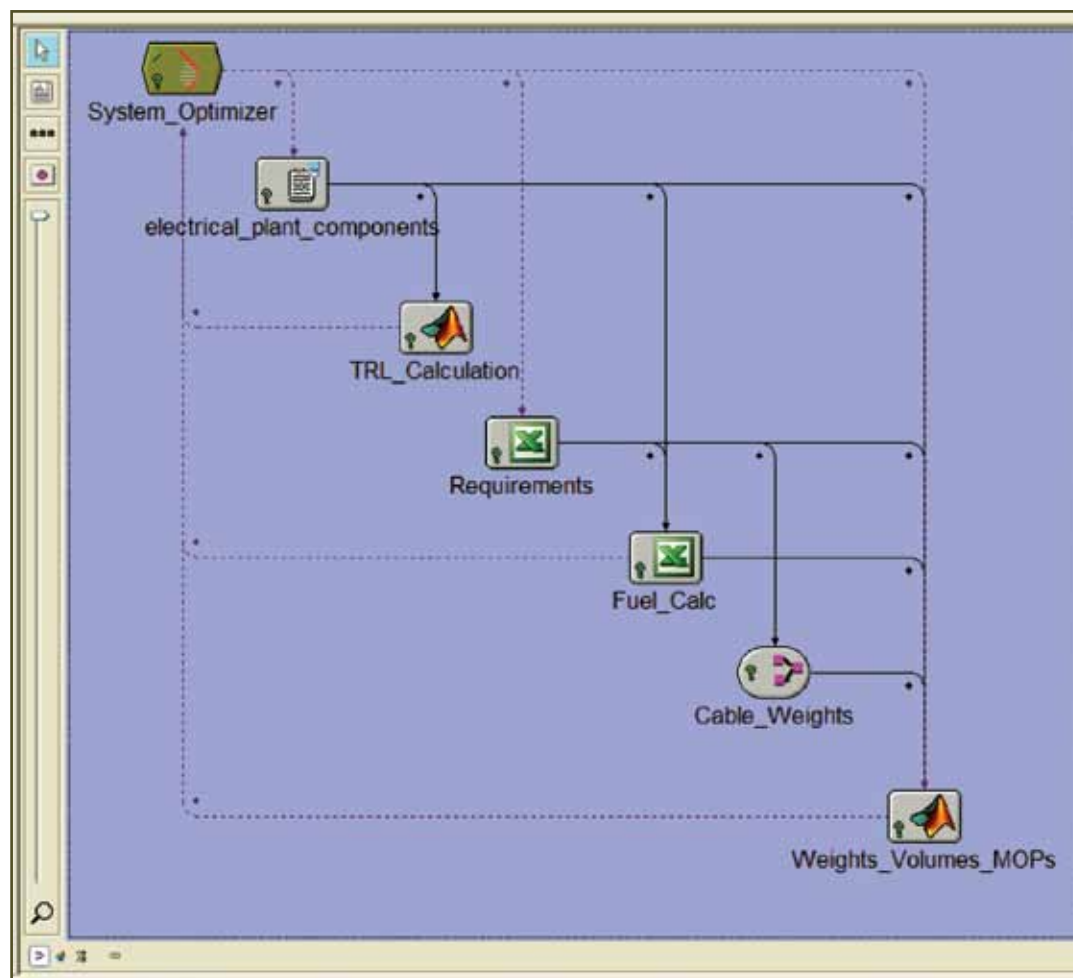 System_Optimizer
electrical_plant_components
TRL_Calculation
Requirements
Fuel_Calc
Cable_Weights
Weights_Volumes_MOPs